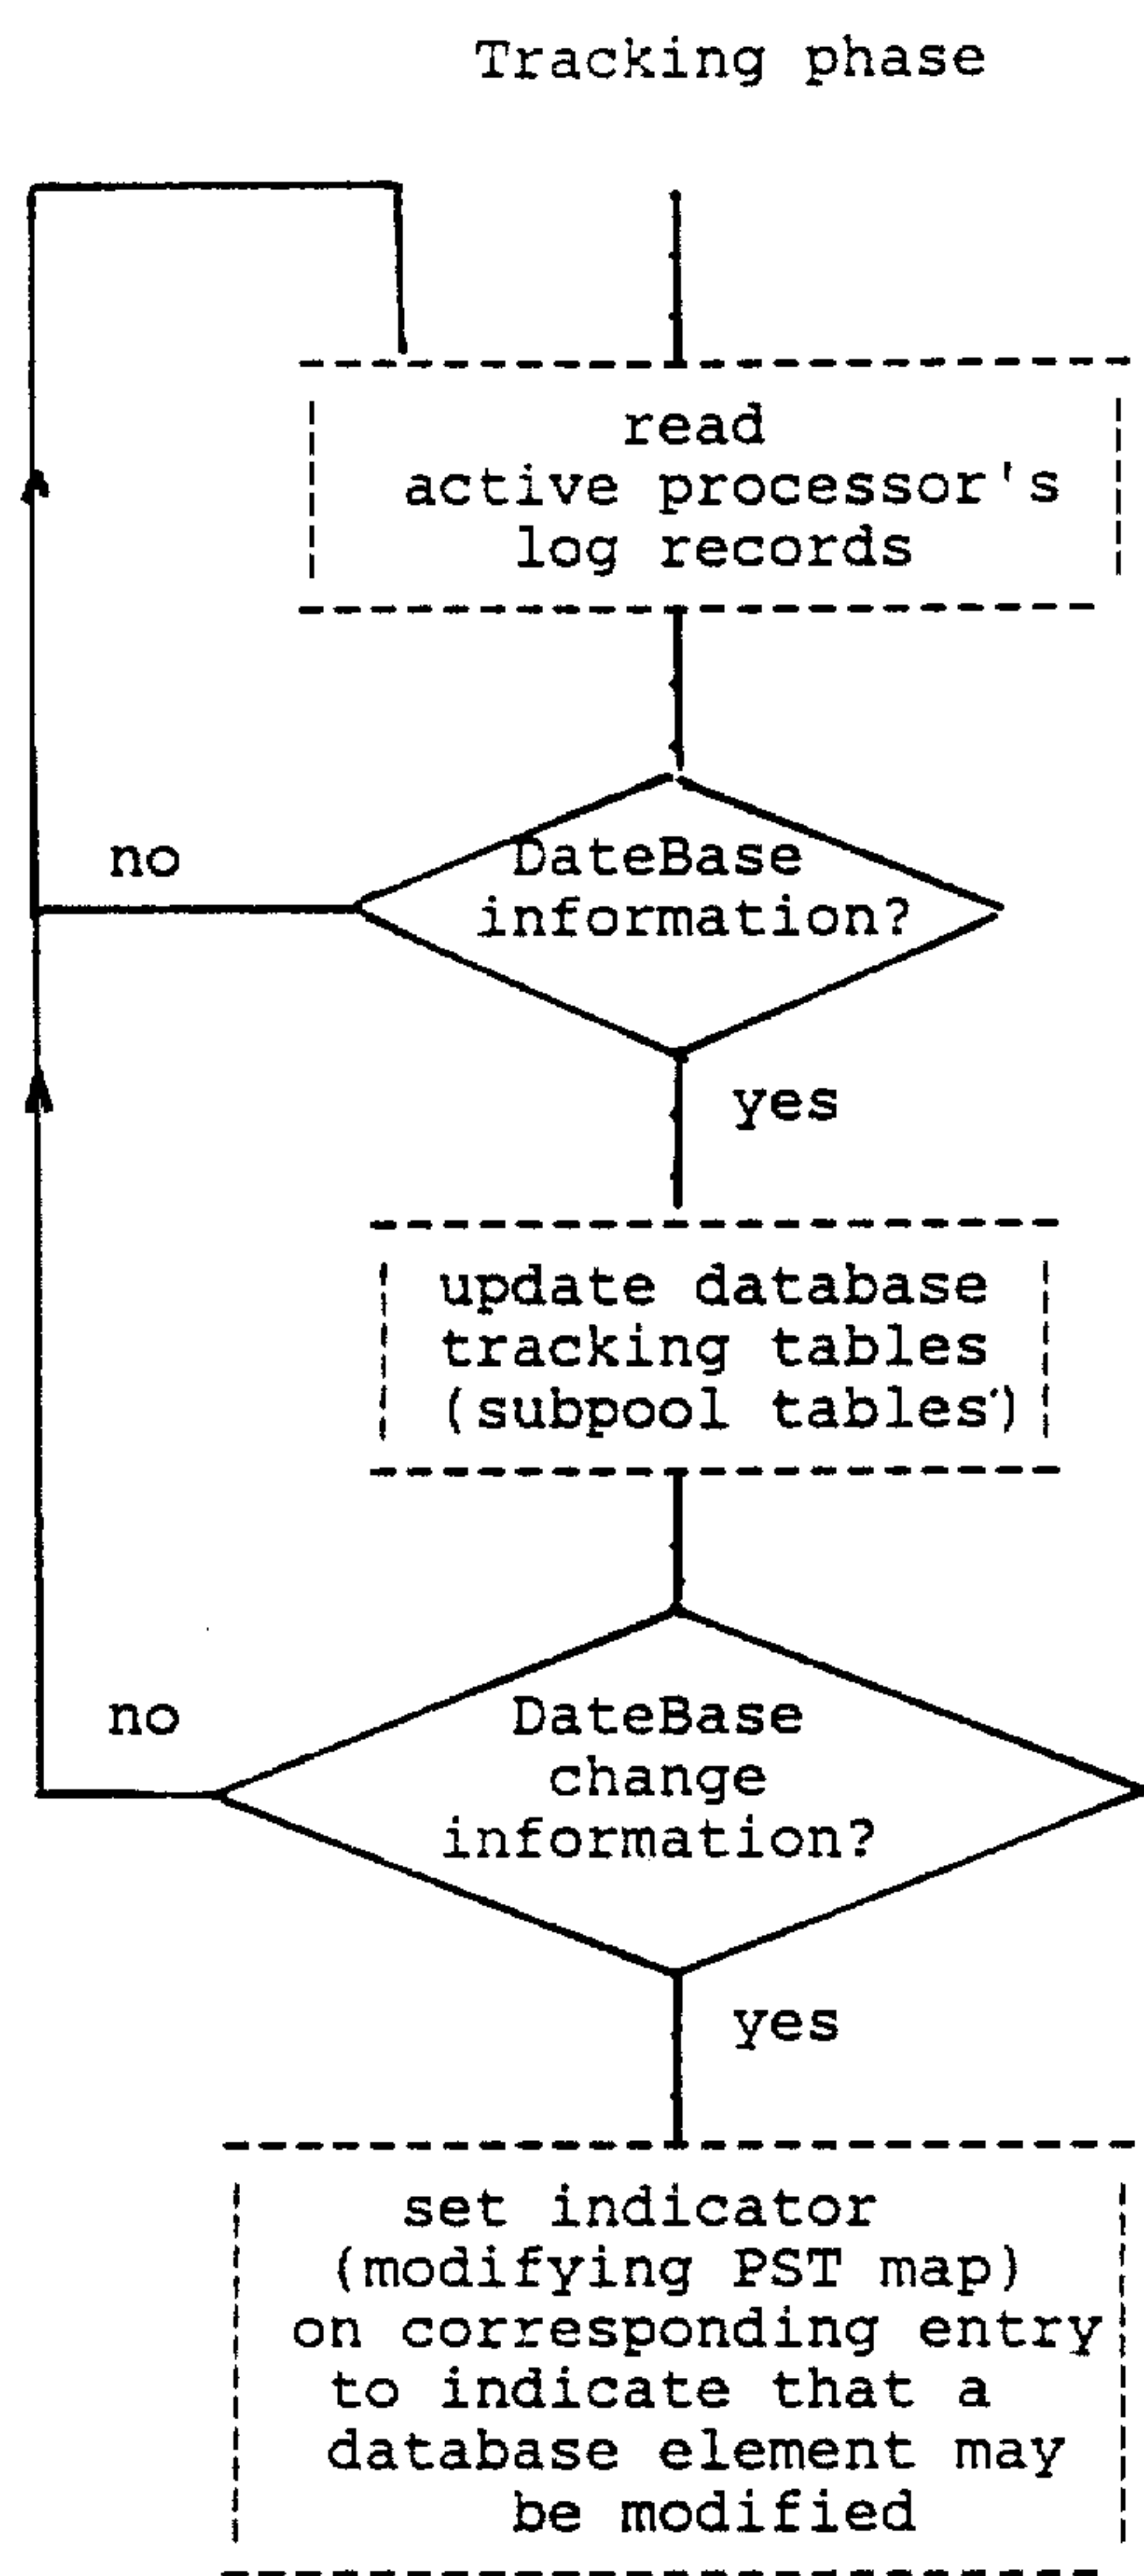 Tracking phase
read
active processor's
log records
no
DateBase
information?
yes
update database
tracking tables
(subpool tables)
no
DateBase
change
information?
yes
set indicator
(modifying PST map)
on corresponding entry
to indicate that a
database element may
be modified